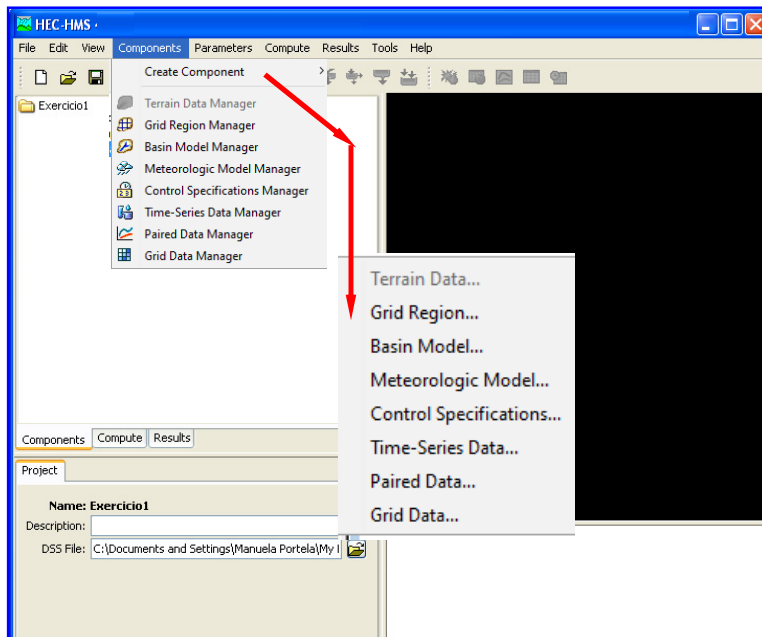 HEC-HMS
File Edit View Components Parameters Compute Results Tools Help
Create Component
Exercicio1
Terrain Data Manager
Grid Region Manager
Basin Model Manager
Meteorologic Model Manager
Control Specifications Manager
Time-Series Data Manager
Paired Data Manager
Grid Data Manager
Terrain Data...
Grid Region...
Basin Model...
Meteorologic Model...
Control Specifications...
Time-Series Data...
Paired Data...
Grid Data...
Components Compute Results
Project
Name: Exercicio1
Description:
DSS File: C:\Documents and Settings\Manuela Portela\My